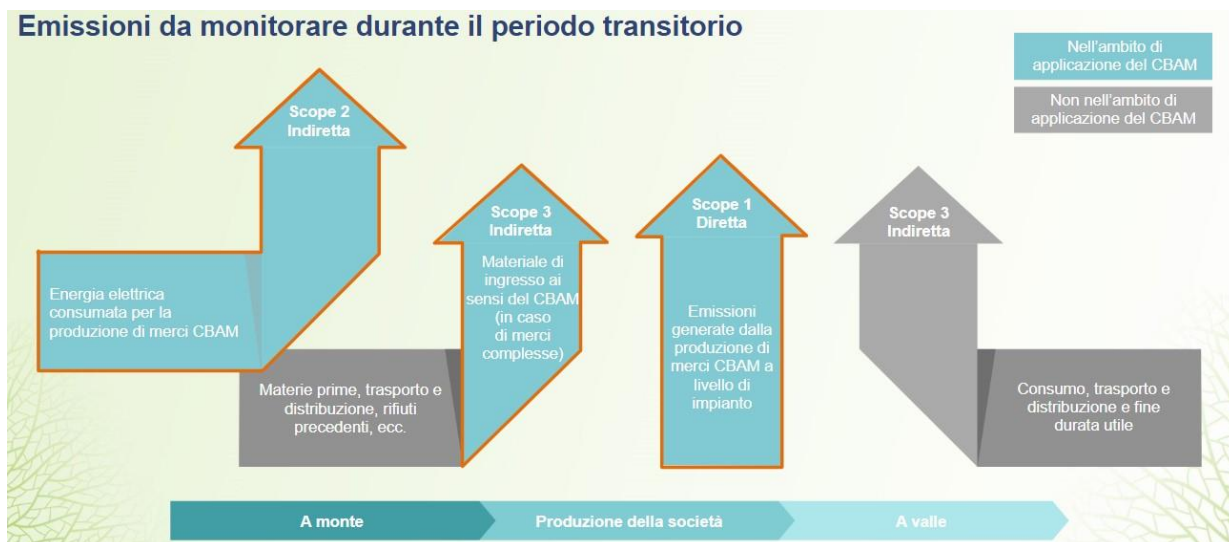 Emissioni da monitorare durante il periodo transitorio
Nell'ambito di
applicazione del CBAM
Non nell'ambito di
applicazione del CBAM
Scope 2
Indiretta
Energia elettrica
consumata per la
produzione di merci CBAM
Materie prime, trasporto e
distribuzione, rifiuti
precedenti, ecc.
Scope 3
Indiretta
Materiale di
ingresso ai
sensi del CBAM
(in caso
di merci
complesse)
Scope 1
Diretta
Emissioni
generate dalla
produzione di
merci CBAM a
livello di
impianto
Scope 3
Indiretta
Consumo, trasporto e
distribuzione e fine
durata utile
A monte
Produzione della società
A valle